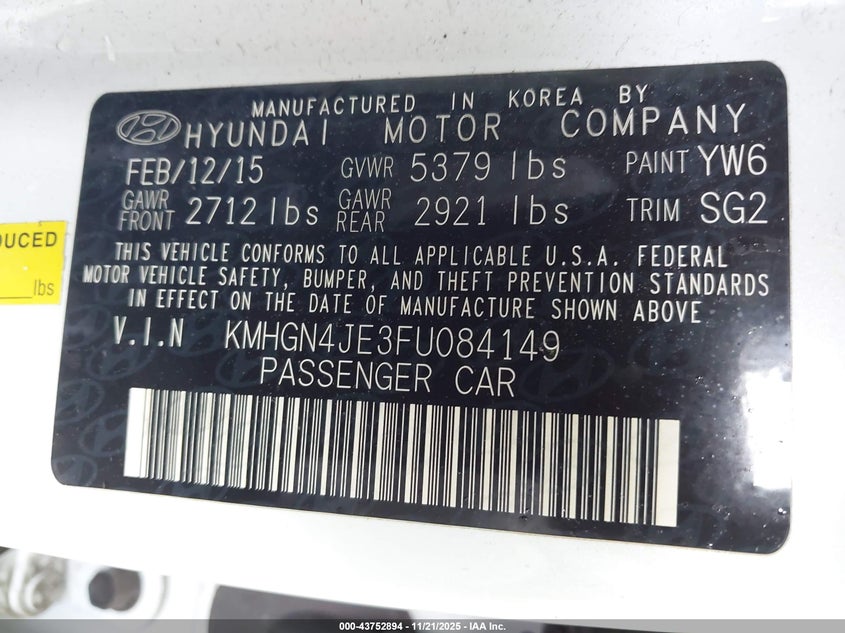 MANUFACTURED IN KOREA BY
HYUNDAI MOTOR COMPANY
FEB/12/15 GVWR 5379 lbs PAINT YW6
GAWR FRONT 2712 lbs GAWR REAR 2921 lbs TRIM SG2
THIS VEHICLE CONFORMS TO ALL APPLICABLE U.S.A. FEDERAL
MOTOR VEHICLE SAFETY, BUMPER, AND THEFT PREVENTION STANDARDS
IN EFFECT ON THE DATE OF MANUFACTURE SHOWN ABOVE
V.I.N KMHGN4JE3FU084149
PASSENGER CAR
DUCED
lbs
000-43752894 - 11/21/2025 - IAA Inc.